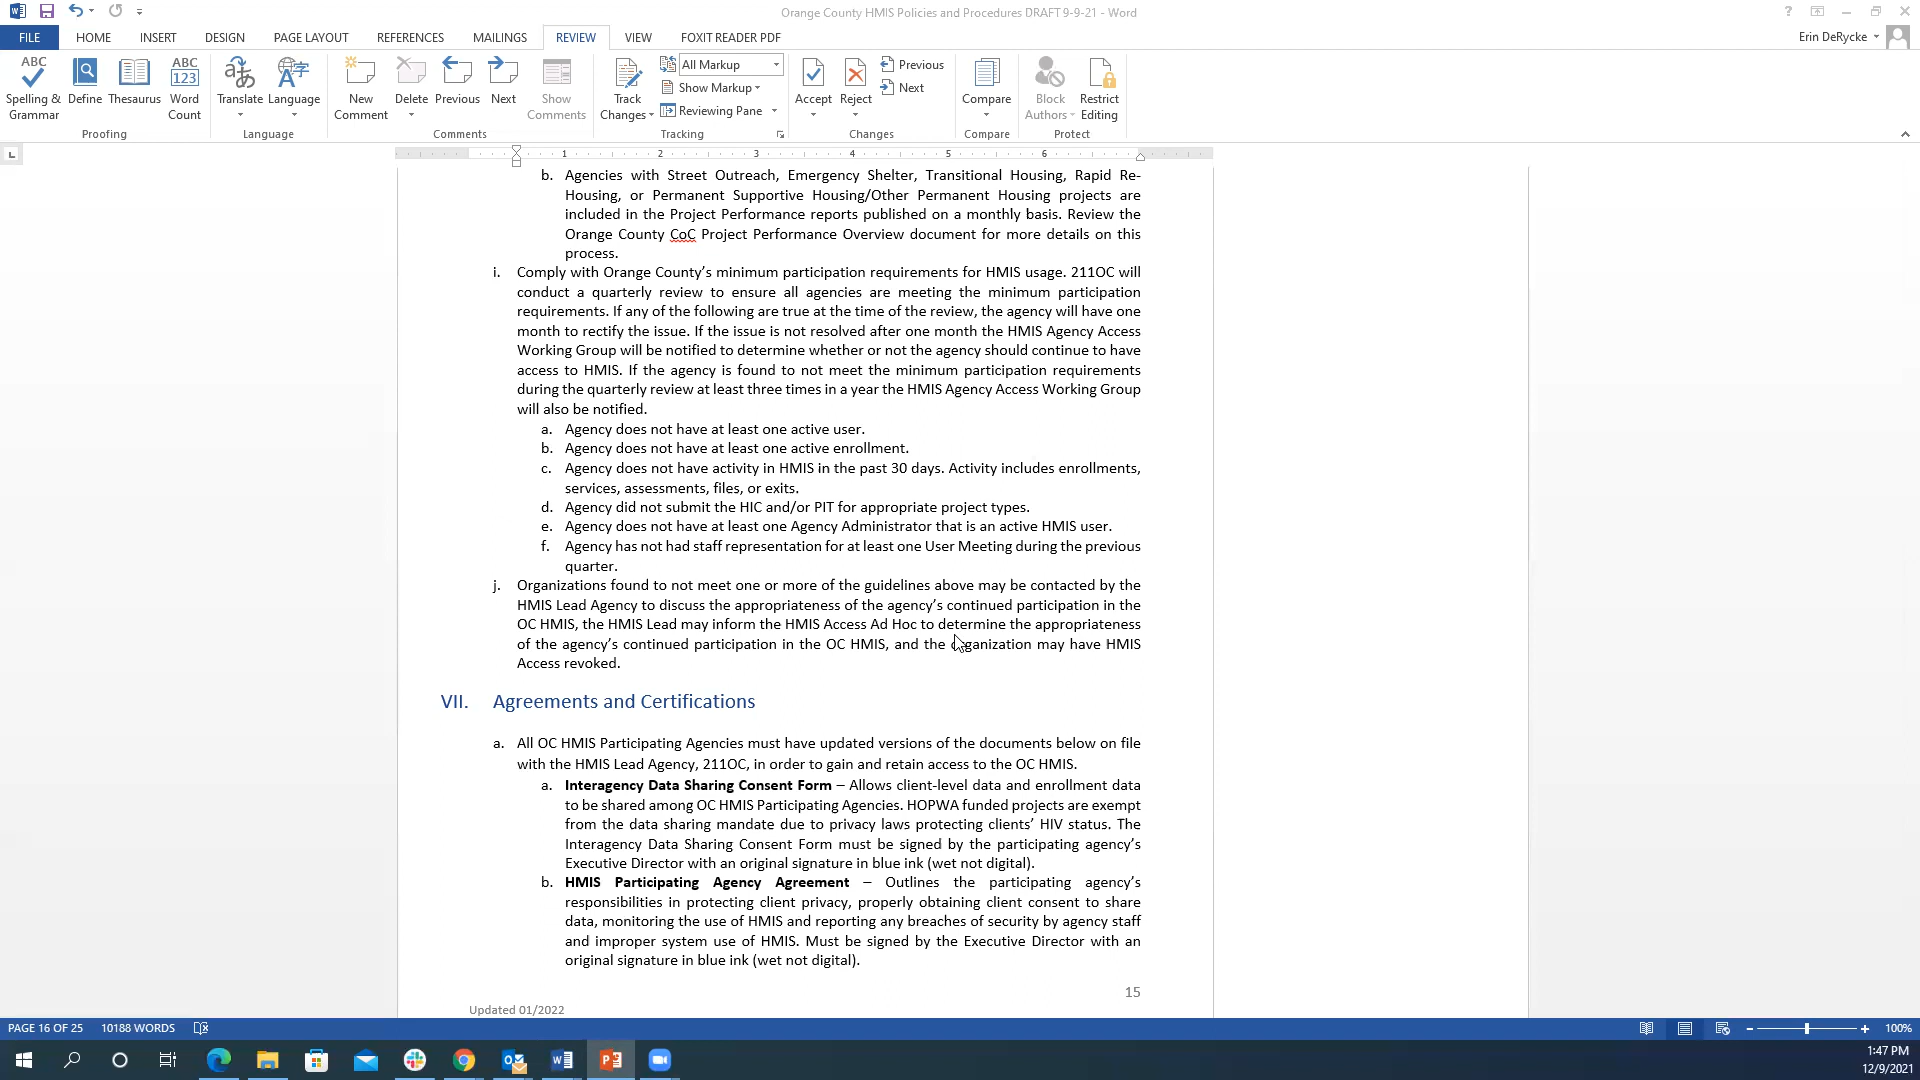 Orange County HMIS Policies and Procedures DRAFT 9-9-21 - Word
FILE HOME INSERT DESIGN PAGE LAYOUT REFERENCES MAILINGS REVIEW VIEW FOXIT READER PDF
Erin DeRycke
ABC
Spelling & Grammar
Define
Thesaurus
ABC 123
Word Count
Proofing
Translate
Language
Language
New Comment
Delete
Previous
Next
Show Comments
Comments
Track Changes
All Markup
Show Markup
Reviewing Pane
Tracking
Accept
Reject
Previous
Next
Changes
Compare
Compare
Block Authors
Restrict Editing
Protect
1 2 3 4 5 6
b. Agencies with Street Outreach, Emergency Shelter, Transitional Housing, Rapid Re-
Housing, or Permanent Supportive Housing/Other Permanent Housing projects are
included in the Project Performance reports published on a monthly basis. Review the
Orange County CoC Project Performance Overview document for more details on this
process.
i. Comply with Orange County's minimum participation requirements for HMIS usage. 211OC will
conduct a quarterly review to ensure all agencies are meeting the minimum participation
requirements. If any of the following are true at the time of the review, the agency will have one
month to rectify the issue. If the issue is not resolved after one month the HMIS Agency Access
Working Group will be notified to determine whether or not the agency should continue to have
access to HMIS. If the agency is found to not meet the minimum participation requirements
during the quarterly review at least three times in a year the HMIS Agency Access Working Group
will also be notified.
a. Agency does not have at least one active user.
b. Agency does not have at least one active enrollment.
c. Agency does not have activity in HMIS in the past 30 days. Activity includes enrollments,
services, assessments, files, or exits.
d. Agency did not submit the HIC and/or PIT for appropriate project types.
e. Agency does not have at least one Agency Administrator that is an active HMIS user.
f. Agency has not had staff representation for at least one User Meeting during the previous
quarter.
j. Organizations found to not meet one or more of the guidelines above may be contacted by the
HMIS Lead Agency to discuss the appropriateness of the agency's continued participation in the
OC HMIS, the HMIS Lead may inform the HMIS Access Ad Hoc to determine the appropriateness
of the agency's continued participation in the OC HMIS, and the organization may have HMIS
Access revoked.
VII. Agreements and Certifications
a. All OC HMIS Participating Agencies must have updated versions of the documents below on file
with the HMIS Lead Agency, 211OC, in order to gain and retain access to the OC HMIS.
a. Interagency Data Sharing Consent Form – Allows client-level data and enrollment data
to be shared among OC HMIS Participating Agencies. HOPWA funded projects are exempt
from the data sharing mandate due to privacy laws protecting clients' HIV status. The
Interagency Data Sharing Consent Form must be signed by the participating agency's
Executive Director with an original signature in blue ink (wet not digital).
b. HMIS Participating Agency Agreement – Outlines the participating agency's
responsibilities in protecting client privacy, properly obtaining client consent to share
data, monitoring the use of HMIS and reporting any breaches of security by agency staff
and improper system use of HMIS. Must be signed by the Executive Director with an
original signature in blue ink (wet not digital).
15
Updated 01/2022
PAGE 16 OF 25 10188 WORDS
100%
1:47 PM
12/9/2021